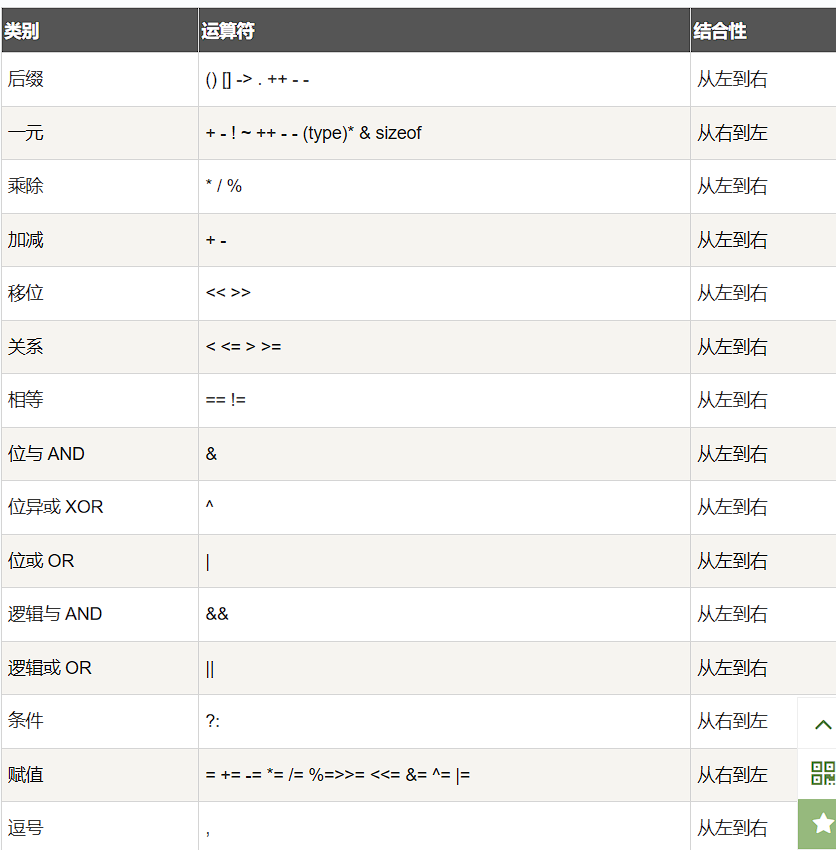 类别 运算符 结合性
后缀 () [] -> . ++ - - 从左到右
一元 + - ! ~ ++ - - (type)* & sizeof 从右到左
乘除 * / % 从左到右
加减 + - 从左到右
移位 << >> 从左到右
关系 < <= > >= 从左到右
相等 == != 从左到右
位与 AND & 从左到右
位异或 XOR ^ 从左到右
位或 OR | 从左到右
逻辑与 AND && 从左到右
逻辑或 OR || 从左到右
条件 ?: 从右到左
赋值 = += -= *= /= %=>>= <<= &= ^= |= 从右到左
逗号 , 从左到右